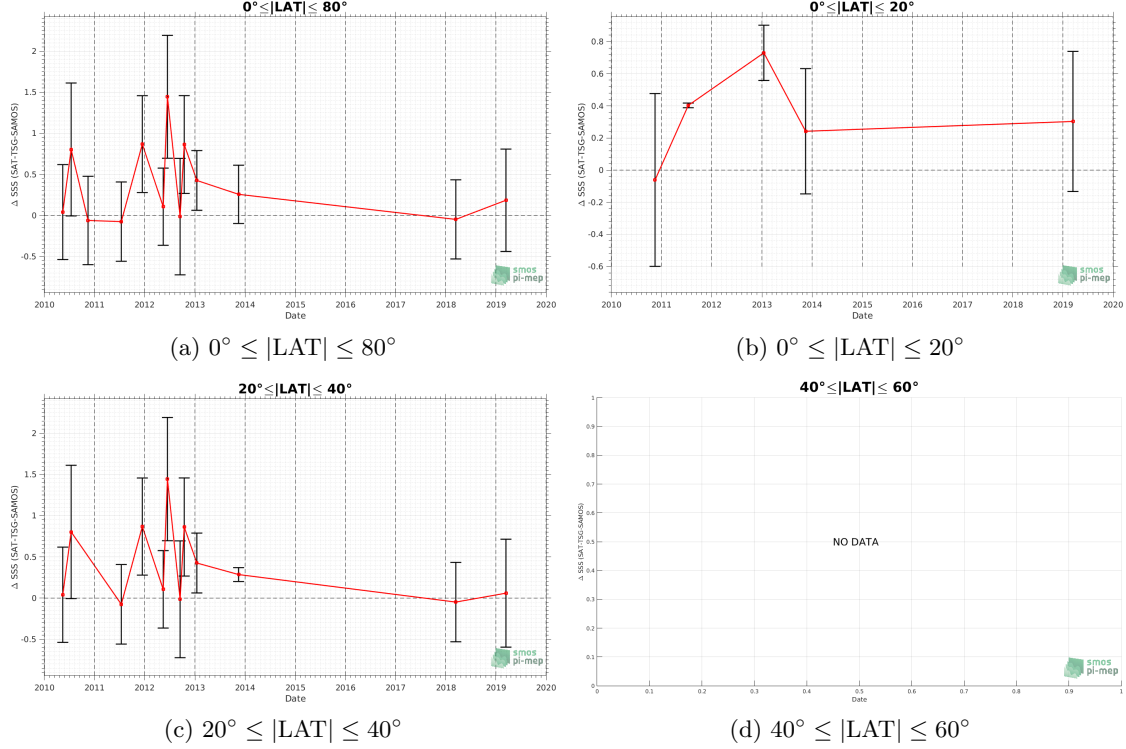 0°≤|LAT|≤ 80°
Δ SSS (SAT-TSG-SAMOS)
2
1.5
1
0.5
0
-0.5
2010 2011 2012 2013 2014 2015 2016 2017 2018 2019 2020
Date
smos
pi-mep
(a) 0° ≤ |LAT| ≤ 80°
0°≤|LAT|≤ 20°
Δ SSS (SAT-TSG-SAMOS)
0.8
0.6
0.4
0.2
0
-0.2
-0.4
-0.6
2010 2011 2012 2013 2014 2015 2016 2017 2018 2019 2020
Date
smos
pi-mep
(b) 0° ≤ |LAT| ≤ 20°
20°≤|LAT|≤ 40°
Δ SSS (SAT-TSG-SAMOS)
2
1.5
1
0.5
0
-0.5
2010 2011 2012 2013 2014 2015 2016 2017 2018 2019 2020
Date
smos
pi-mep
(c) 20° ≤ |LAT| ≤ 40°
40°≤|LAT|≤ 60°
Δ SSS (SAT-TSG-SAMOS)
1
0.9
0.8
0.7
0.6
0.5
0.4
0.3
0.2
0.1
0
NO DATA
0 0.1 0.2 0.3 0.4 0.5 0.6 0.7 0.8 0.9 1
Date
smos
pi-mep
(d) 40° ≤ |LAT| ≤ 60°